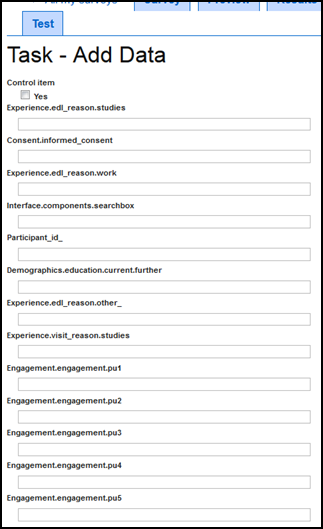 Test
Task - Add Data
Control item
Yes
Experience.edl_reason.studies
Consent.informed_consent
Experience.edl_reason.work
Interface.components.searchbox
Participant_id_
Demographics.education.current.further
Experience.edl_reason.other_
Experience.visit_reason.studies
Engagement.engagement.pu1
Engagement.engagement.pu2
Engagement.engagement.pu3
Engagement.engagement.pu4
Engagement.engagement.pu5